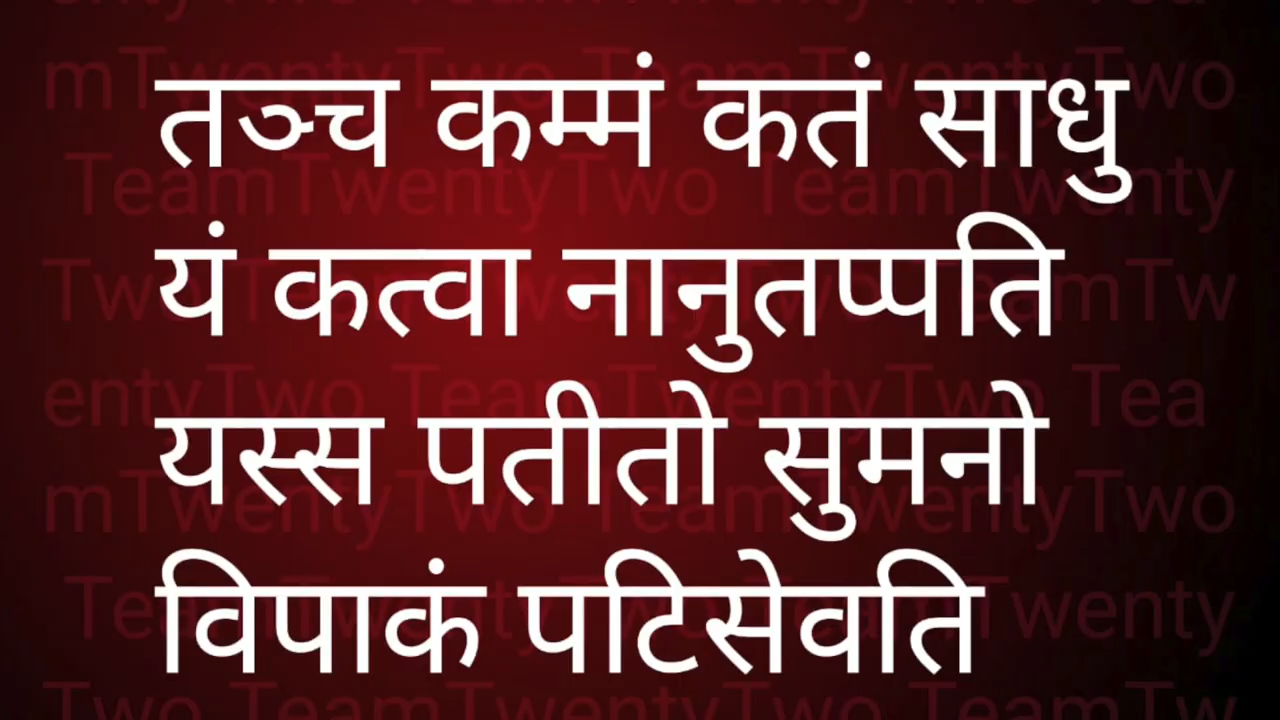 तञ्च कम्मं कतं साधु
यं कत्वा नानुतप्पति
यस्स पतीतो सुमनो
विपाकं पटिसेवति